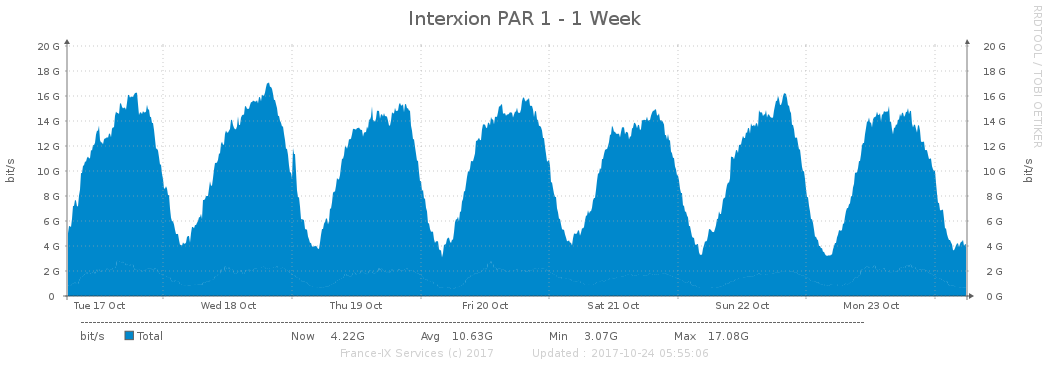 Interxion PAR 1 - 1 Week
RRDTOOL / TOBI OETIKER
bit/s
bit/s
20 G 20 G
18 G 18 G
16 G 16 G
14 G 14 G
12 G 12 G
10 G 10 G
8 G 8 G
6 G 6 G
4 G 4 G
2 G 2 G
0 0 G
Tue 17 Oct Wed 18 Oct Thu 19 Oct Fri 20 Oct Sat 21 Oct Sun 22 Oct Mon 23 Oct
bit/s Total Now 4.22G Avg 10.63G Min 3.07G Max 17.08G
France-IX Services (c) 2017 Updated : 2017-10-24 05:55:06